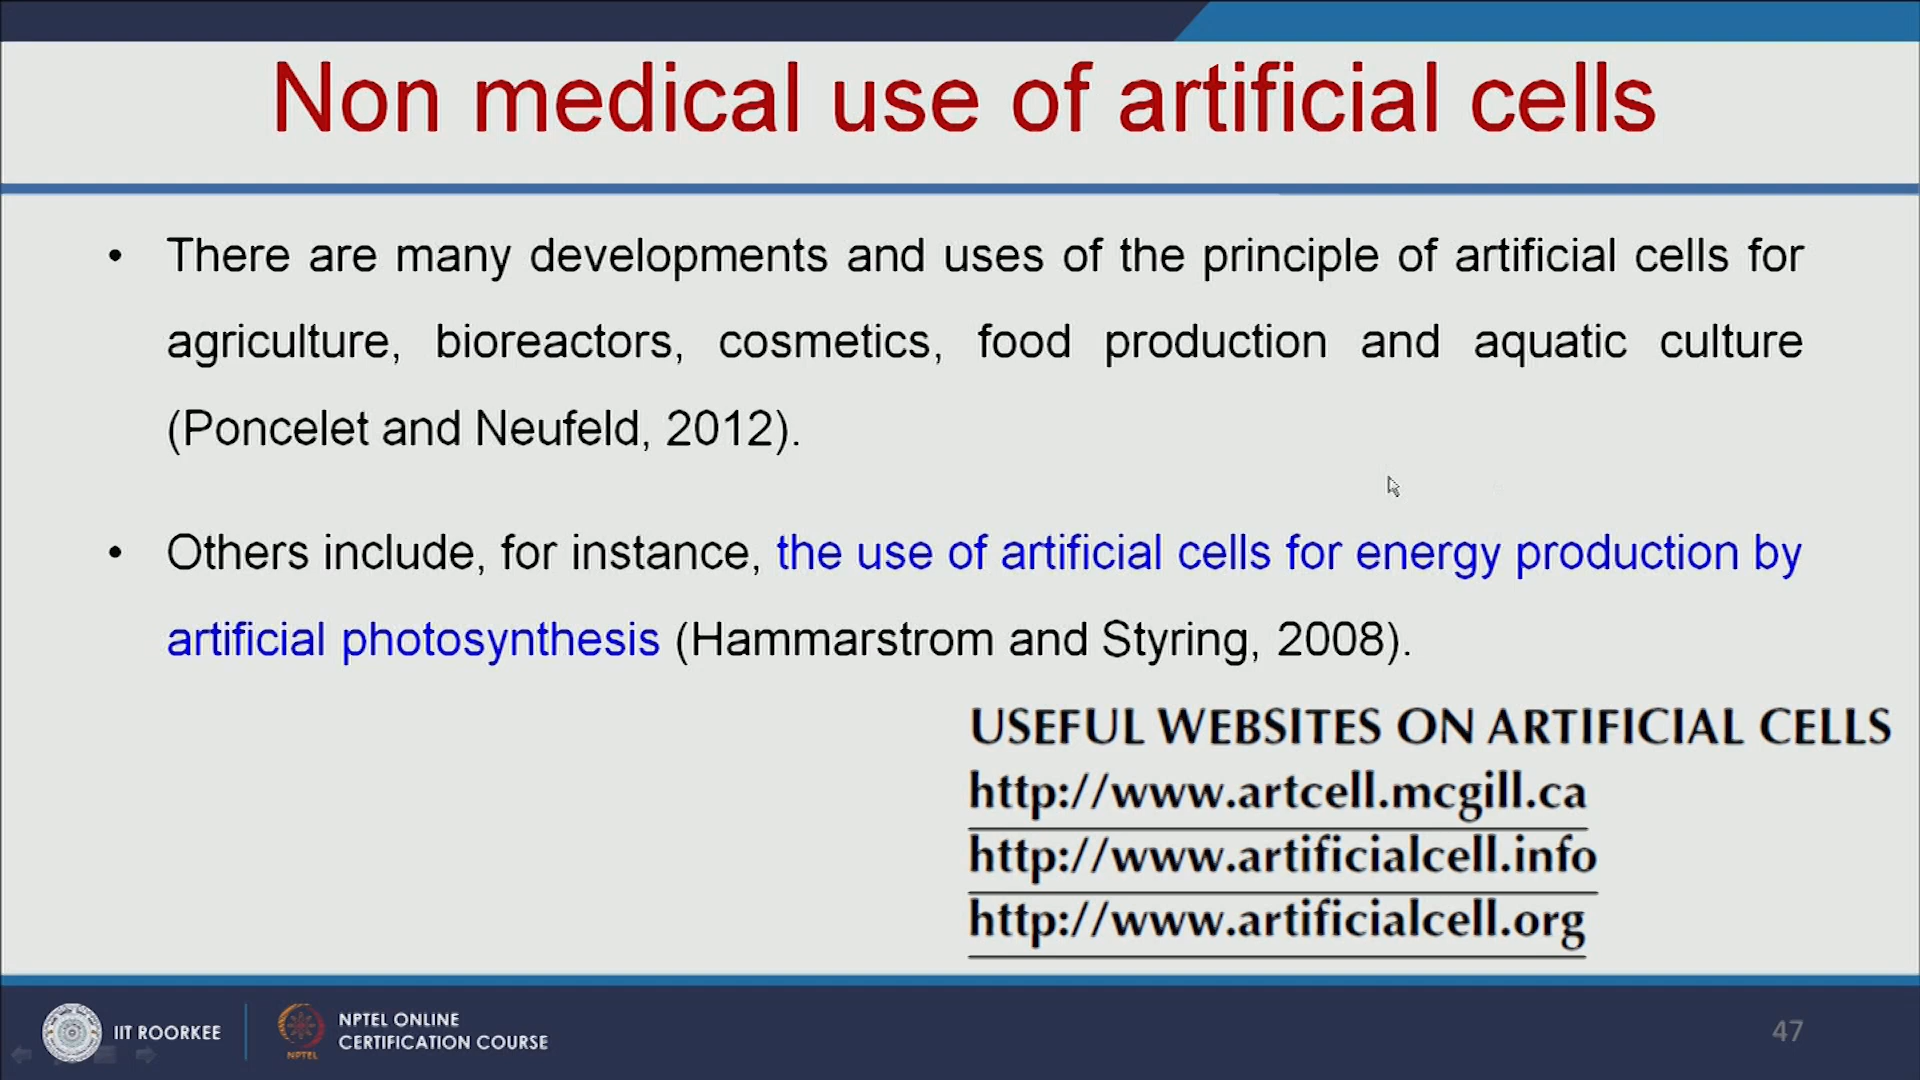 Non medical use of artificial cells
• There are many developments and uses of the principle of artificial cells for
agriculture, bioreactors, cosmetics, food production and aquatic culture
(Poncelet and Neufeld, 2012).
• Others include, for instance, the use of artificial cells for energy production by
artificial photosynthesis (Hammarstrom and Styring, 2008).
USEFUL WEBSITES ON ARTIFICIAL CELLS
http://www.artcell.mcgill.ca
http://www.artificialcell.info
http://www.artificialcell.org
IIT ROORKEE
NPTEL
NPTEL ONLINE
CERTIFICATION COURSE
47